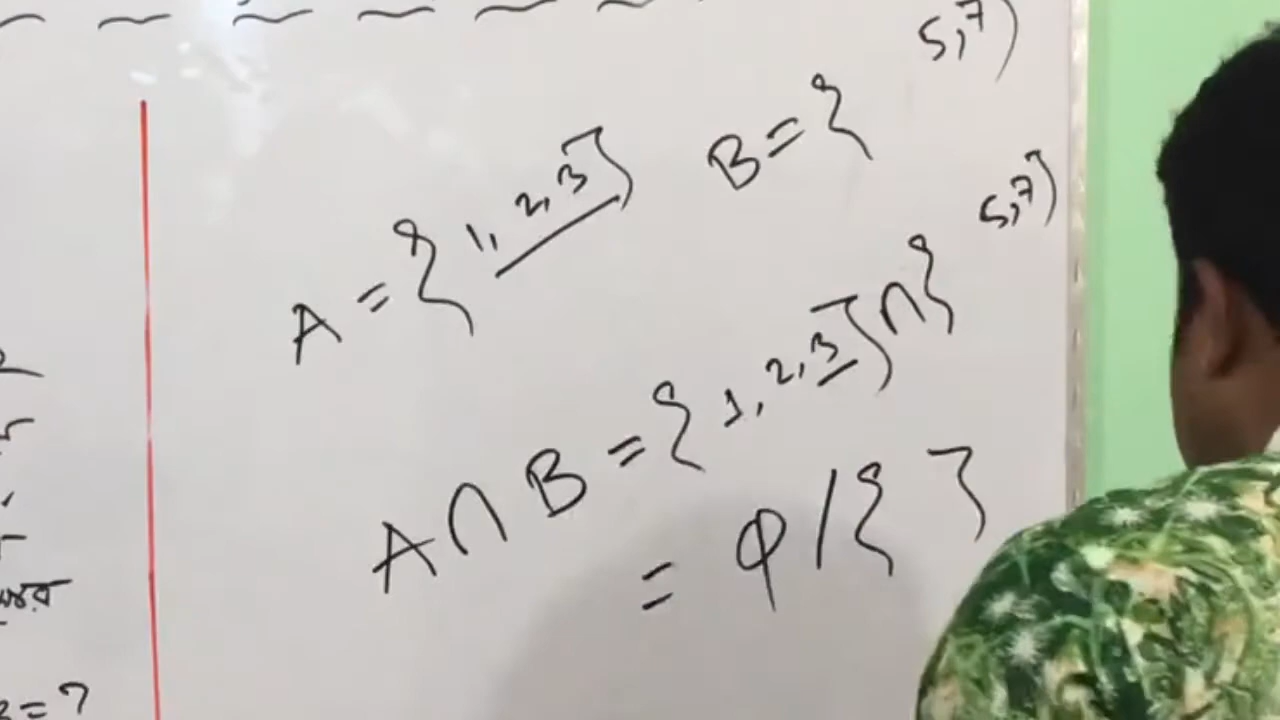 A = {1, 2, 3} B = { 5, 7}
A ∩ B = {1, 2, 3} ∩ { 5, 7}
= φ / { }
= ?